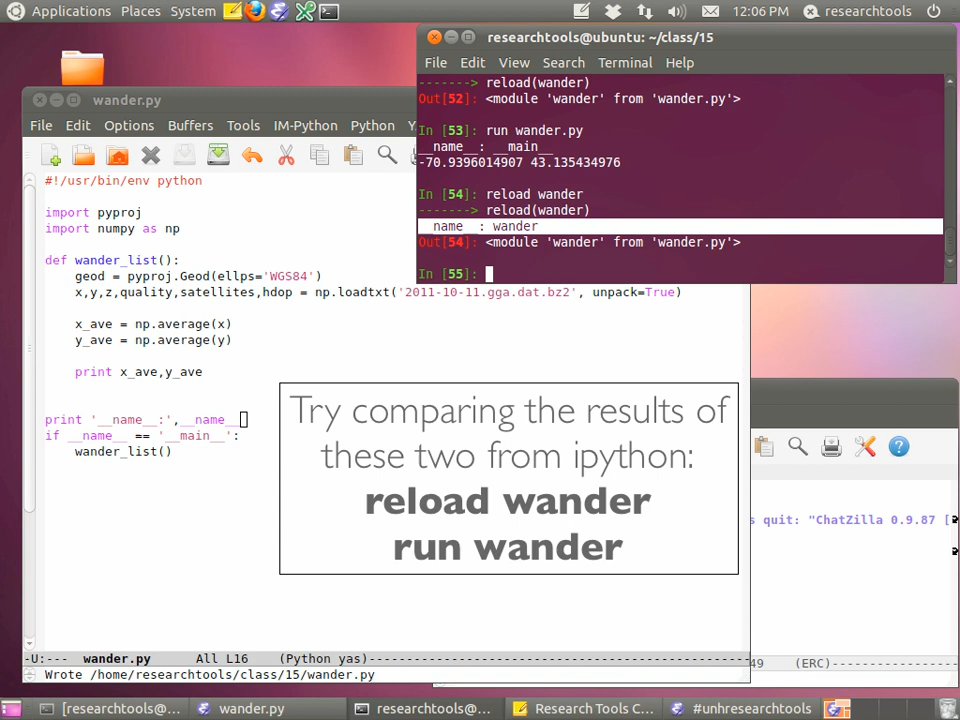 Applications Places System 12:06 PM researchtools
researchtools@ubuntu: ~/class/15
File Edit View Search Terminal Help
-------> reload(wander)
Out[52]: <module 'wander' from 'wander.py'>
In [53]: run wander.py
__name__: __main__
-70.9396014907 43.135434976
In [54]: reload wander
-------> reload(wander)
__name__: wander
Out[54]: <module 'wander' from 'wander.py'>
In [55]:
wander.py
File Edit Options Buffers Tools IM-Python Python
#!/usr/bin/env python
import pyproj
import numpy as np
def wander_list():
geod = pyproj.Geod(ellps='WGS84')
x,y,z,quality,satellites,hdop = np.loadtxt('2011-10-11.gga.dat.bz2', unpack=True)
x_ave = np.average(x)
y_ave = np.average(y)
print x_ave,y_ave
print '__name__:',__name__
if __name__ == '__main__':
wander_list()
Try comparing the results of
these two from ipython:
reload wander
run wander
s quit: "ChatZilla 0.9.87 [
-U:--- wander.py All L16 (Python yas)
49 (ERC)
Wrote /home/researchtools/class/15/wander.py
[researchtools@... wander.py researchtools@... Research Tools C... #unhresearchtools